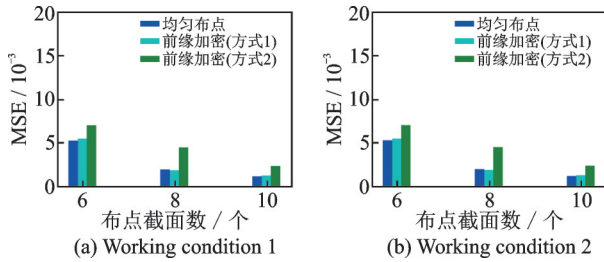 20
15
10
5
0
MSE / 10⁻³
均匀布点
前缘加密(方式1)
前缘加密(方式2)
6 8 10
布点截面数 / 个
(a) Working condition 1
20
15
10
5
0
MSE / 10⁻³
均匀布点
前缘加密(方式1)
前缘加密(方式2)
6 8 10
布点截面数 / 个
(b) Working condition 2